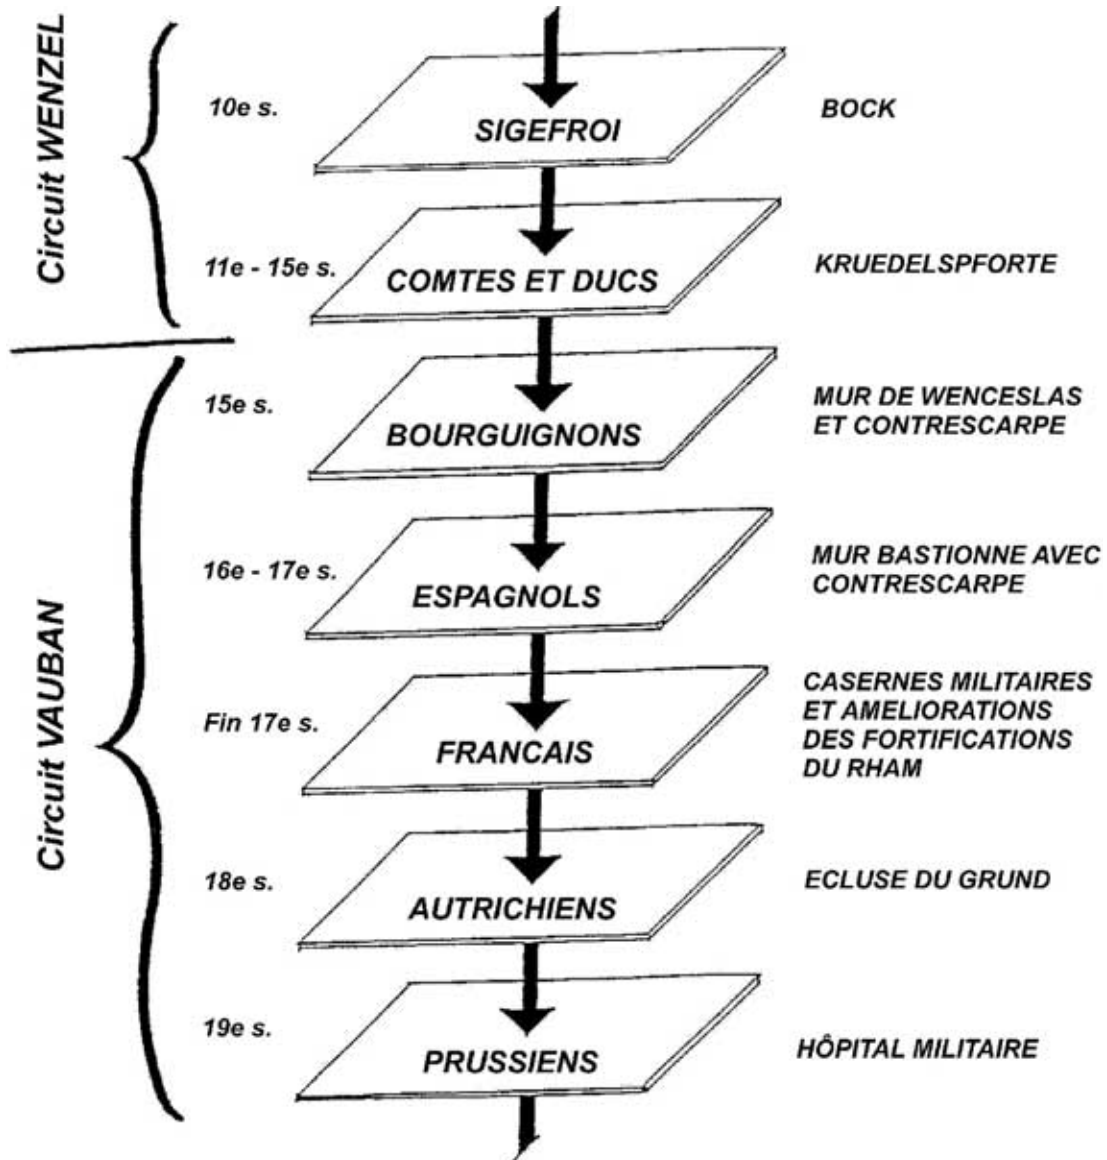 Circuit WENZEL
10e s.
SIGEFROI
BOCK
11e - 15e s.
COMTES ET DUCS
KRUEDELSPFORTE
Circuit VAUBAN
15e s.
BOURGUIGNONS
MUR DE WENCESLAS
ET CONTRESCARPE
16e - 17e s.
ESPAGNOLS
MUR BASTIONNE AVEC
CONTRESCARPE
Fin 17e s.
FRANCAIS
CASERNES MILITAIRES
ET AMELIORATIONS
DES FORTIFICATIONS
DU RHAM
18e s.
AUTRICHIENS
ECLUSE DU GRUND
19e s.
PRUSSIENS
HÔPITAL MILITAIRE